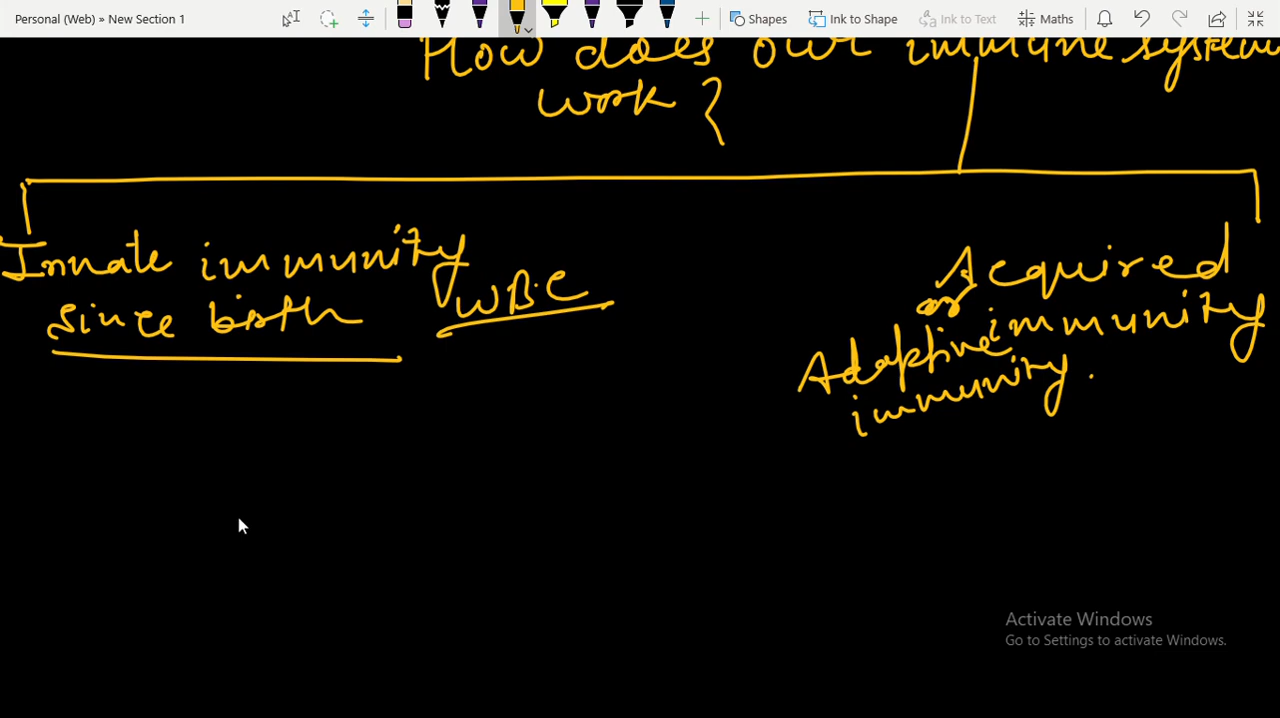 Personal (Web) » New Section 1
Shapes
Ink to Shape
Ink to Text
Maths
How does our immune system
work ?
Innate immunity
since birth
WBC
Acquired
or
immunity
Adaptive
immunity.
Activate Windows
Go to Settings to activate Windows.